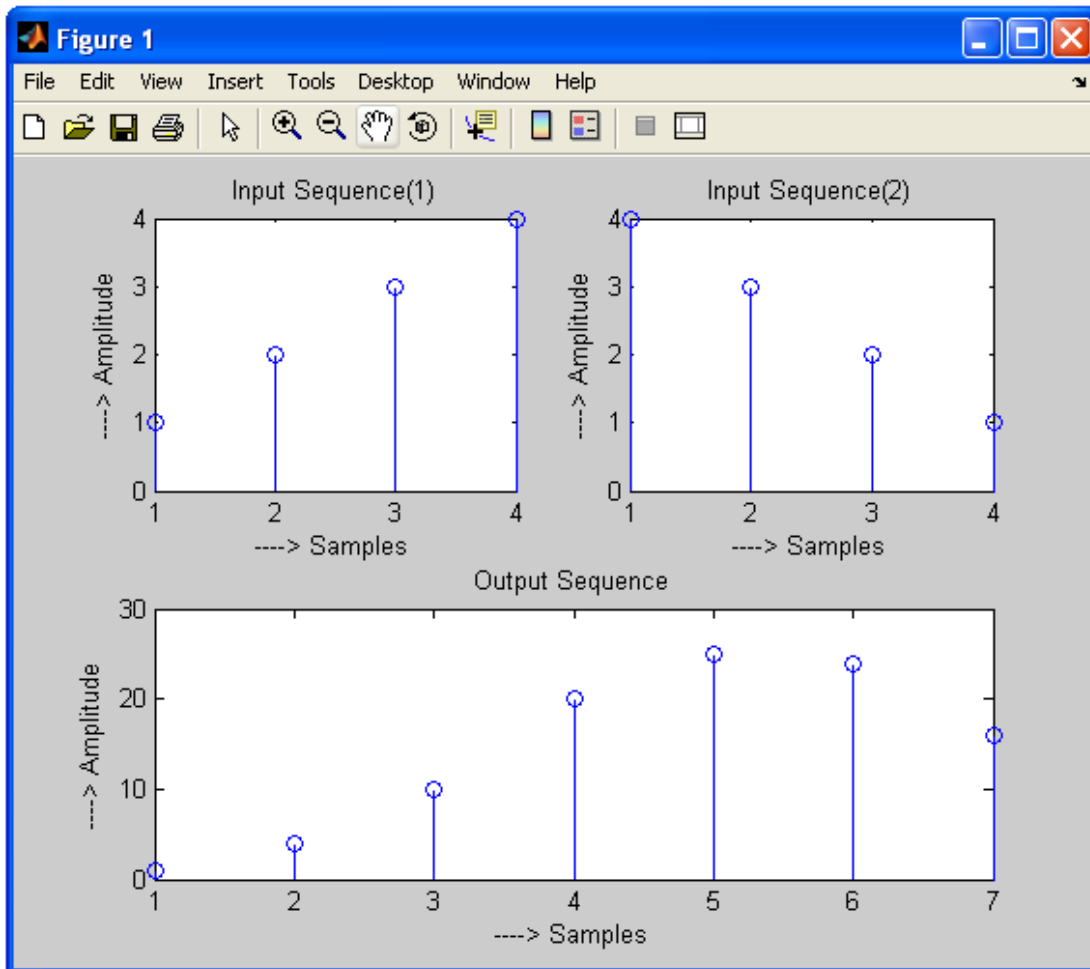 Figure 1
File Edit View Insert Tools Desktop Window Help
Input Sequence(1)
----> Amplitude
4
3
2
1
0
1 2 3 4
----> Samples
Input Sequence(2)
----> Amplitude
4
3
2
1
0
1 2 3 4
----> Samples
Output Sequence
----> Amplitude
30
20
10
0
1 2 3 4 5 6 7
----> Samples